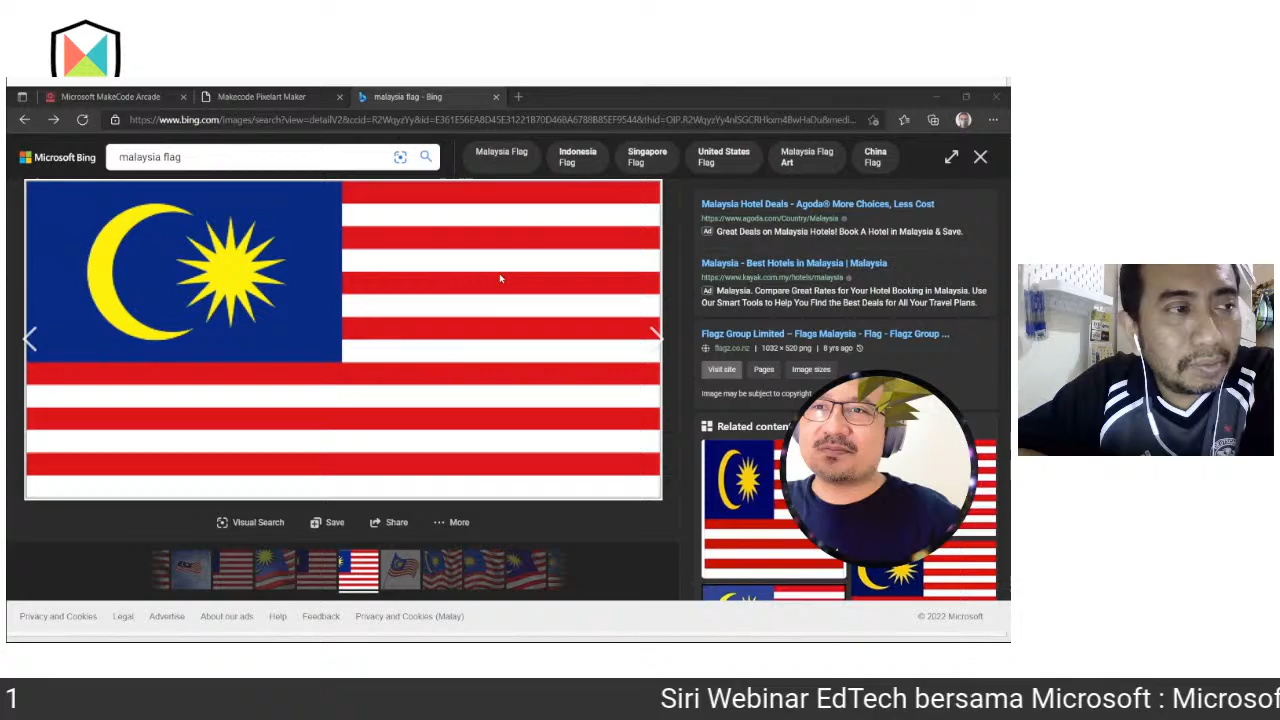 Microsoft MakeCode Arcade
Makecode Pixelart Maker
malaysia flag - Bing
Microsoft Bing
malaysia flag
Malaysia Flag
Indonesia Flag
Singapore Flag
United States Flag
Malaysia Flag Art
China Flag
Malaysia Hotel Deals - Agoda® More Choices, Less Cost
https://www.agoda.com/Country/Malaysia
Ad Great Deals on Malaysia Hotels! Book A Hotel in Malaysia & Save.
Malaysia - Best Hotels in Malaysia | Malaysia
https://www.kayak.com.my/hotels/malaysia
Ad Malaysia. Compare Great Rates for Your Hotel Booking in Malaysia. Use
Our Smart Tools to Help You Find the Best Deals for All Your Travel Plans.
Flagz Group Limited – Flags Malaysia - Flag - Flagz Group ...
flagz.co.nz | 1032 × 520 png | 8 yrs ago
Visit site Pages Image sizes
Image may be subject to copyright
Related conten
Visual Search Save Share ... More
Privacy and Cookies Legal Advertise About our ads Help Feedback Privacy and Cookies (Malay) © 2022 Microsoft
1 Siri Webinar EdTech bersama Microsoft : Microsof